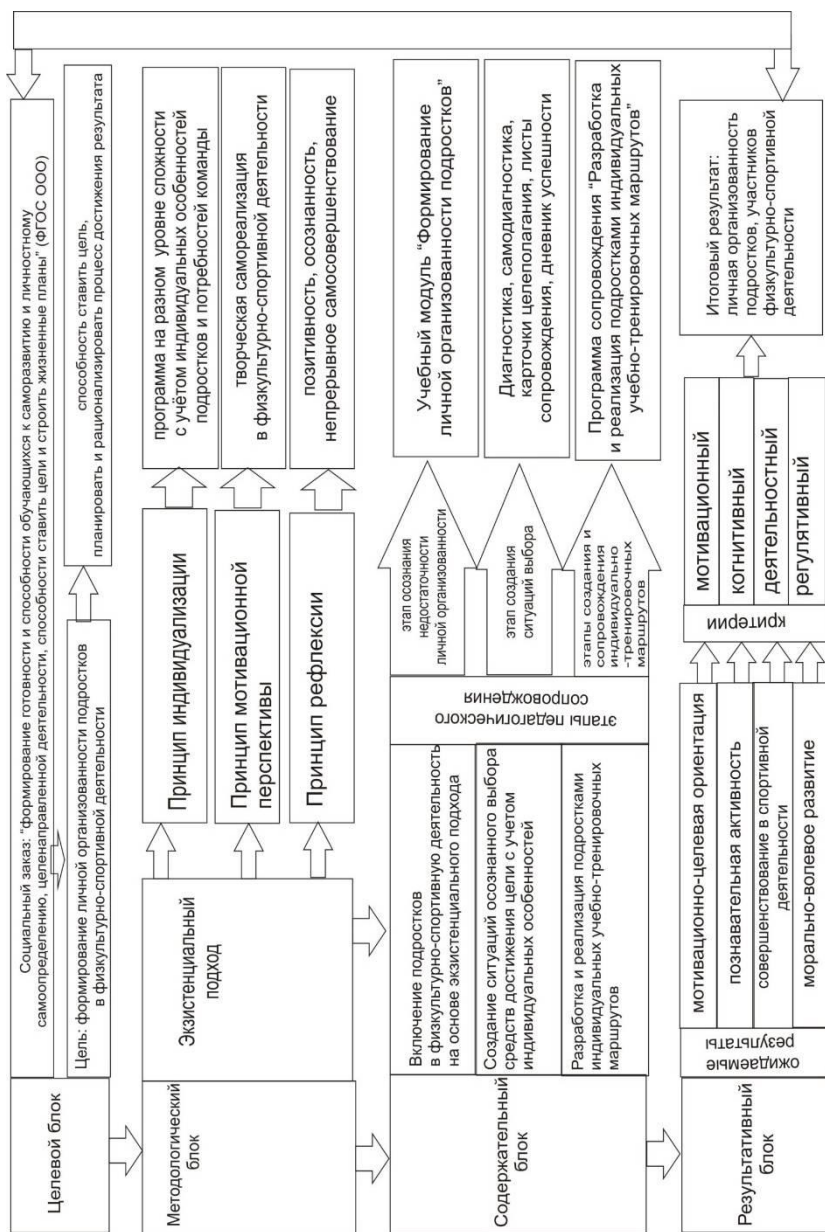 Целевой блок
Социальный заказ: "формирование готовности и способности обучающихся к саморазвитию и личностному
самоопределению, целенаправленной деятельности, способности ставить цели и строить жизненные планы" (ФГОС ООО)
Цель: формирование личной организованности подростков
в физкультурно-спортивной деятельности
способность ставить цель,
планировать и рационализировать процесс достижения результата
Методологический
блок
Экзистенциальный
подход
Принцип индивидуализации
Принцип мотивационной
перспективы
Принцип рефлексии
программа на разном уровне сложности
с учётом индивидуальных особенностей
подростков и потребностей команды
творческая самореализация
в физкультурно-спортивной деятельности
позитивность, осознанность,
непрерывное самосовершенствование
Содержательный
блок
Включение подростков
в физкультурно-спортивную деятельность
на основе экзистенциального подхода
Создание ситуаций осознанного выбора
средств достижения цели с учетом
индивидуальных особенностей
Разработка и реализация подростками
индивидуальных учебно-тренировочных
маршрутов
этапы педагогического
сопровождения
этап осознания
недостаточности
личной организованности
этап создания
ситуаций выбора
этапы создания и
сопровождения
индивидуально
-тренировочных
маршрутов
Учебный модуль "Формирование
личной организованности подростков"
Диагностика, самодиагностика,
карточки целеполагания, листы
сопровождения, дневник успешности
Программа сопровождения "Разработка
и реализация подростками индивидуальных
учебно-тренировочных маршрутов"
Результативный
блок
ожидаемые
результаты
мотивационно-целевая ориентация
познавательная активность
совершенствование в спортивной
деятельности
морально-волевое развитие
критерии
мотивационный
когнитивный
деятельностный
регулятивный
Итоговый результат:
личная организованность
подростков, участников
физкультурно-спортивной
деятельности